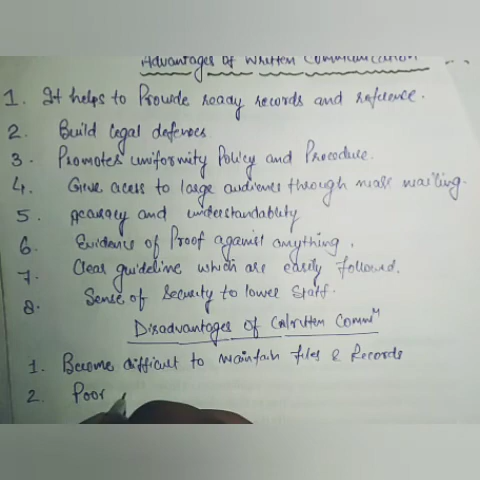 Advantages of Written Communication
1. It helps to Provide ready records and reference.
2. Build legal defences
3. Promotes uniformity Policy and Procedure.
4. Give acess to large audience through mass mailing.
5. Acuracy and understandability
6. Evidence of Proof against anything.
7. Clear guideline which are easily followed.
8. Sense of Security to lower Staff.
Disadvantages of Written Commⁿ
1. Become difficult to maintain files & Records
2. Poor